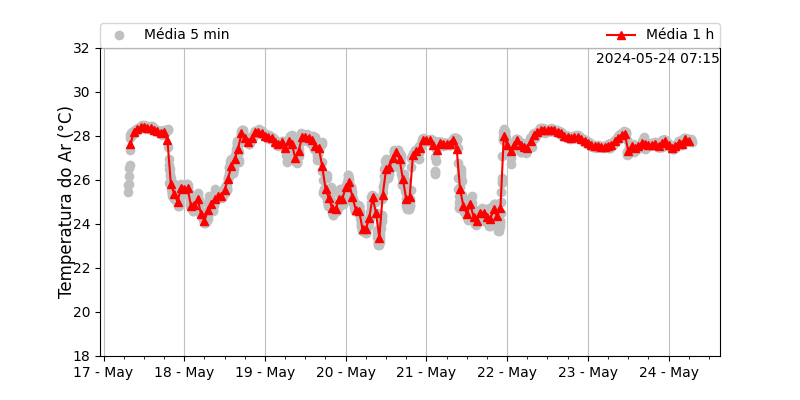 Média 5 min
Média 1 h
2024-05-24 07:15
Temperatura do Ar (°C)
32
30
28
26
24
22
20
18
17 - May
18 - May
19 - May
20 - May
21 - May
22 - May
23 - May
24 - May